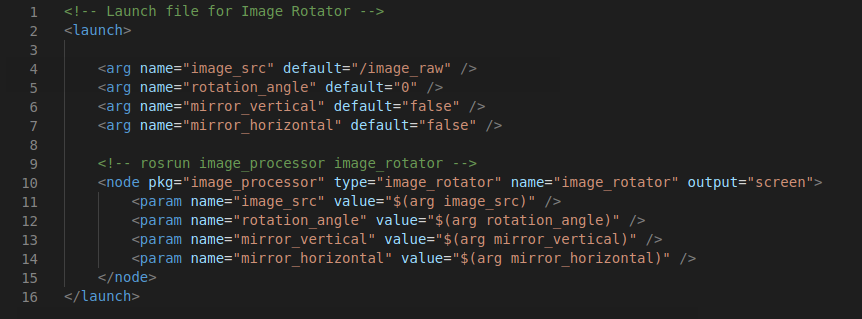 1 <!-- Launch file for Image Rotator -->
2 <launch>
3
4 <arg name="image_src" default="/image_raw" />
5 <arg name="rotation_angle" default="0" />
6 <arg name="mirror_vertical" default="false" />
7 <arg name="mirror_horizontal" default="false" />
8
9 <!-- rosrun image_processor image_rotator -->
10 <node pkg="image_processor" type="image_rotator" name="image_rotator" output="screen">
11 <param name="image_src" value="$(arg image_src)" />
12 <param name="rotation_angle" value="$(arg rotation_angle)" />
13 <param name="mirror_vertical" value="$(arg mirror_vertical)" />
14 <param name="mirror_horizontal" value="$(arg mirror_horizontal)" />
15 </node>
16 </launch>